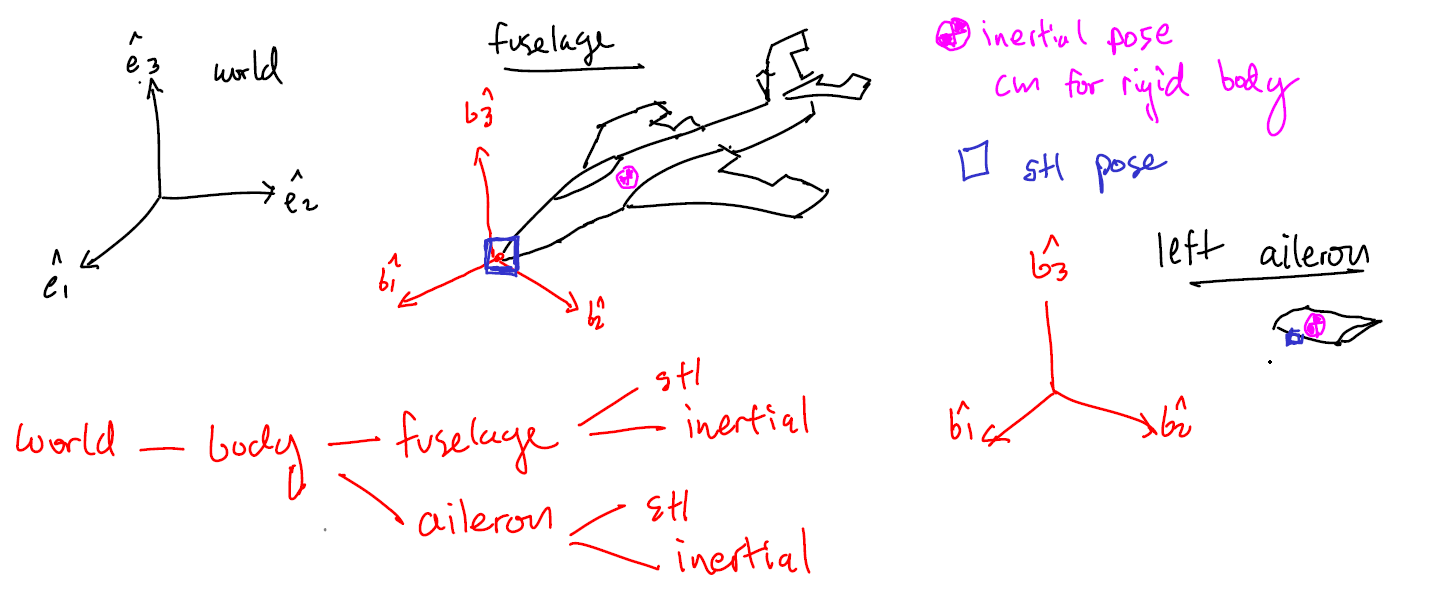 ê3
world
ê2
ê1
fuselage
b̂3
b̂1
b̂2
inertial pose
cm for rigid body
stl pose
left aileron
b̂3
b̂1
b̂2
world — body — fuselage
stl
inertial
aileron
stl
inertial